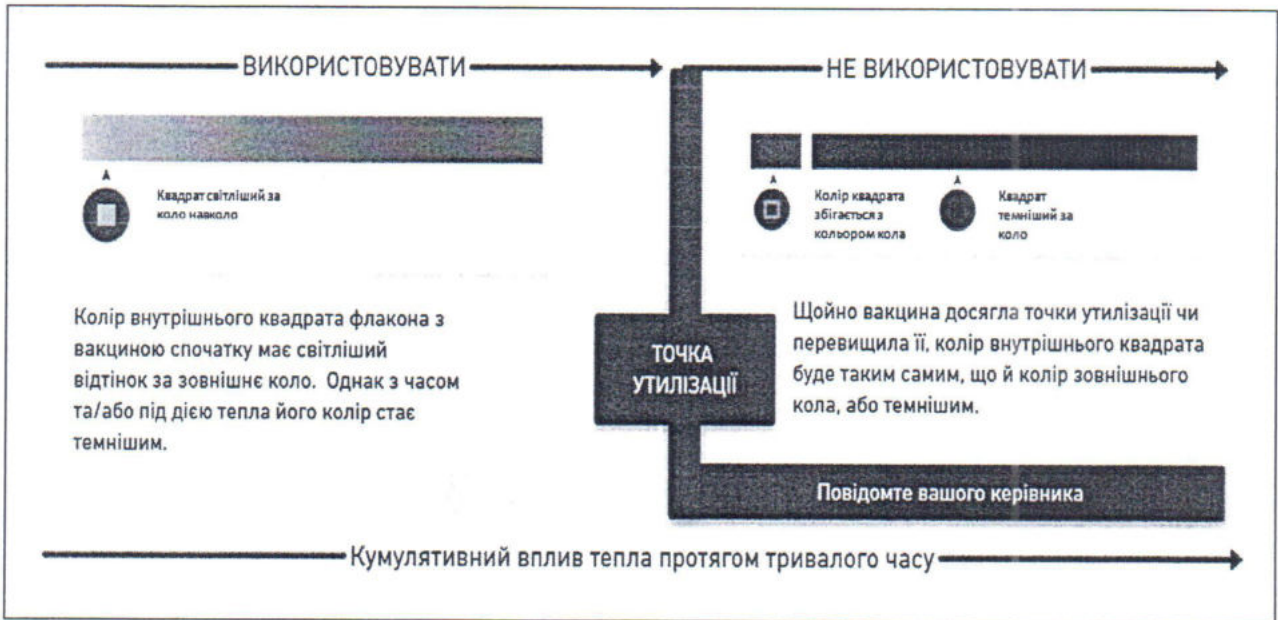 ВИКОРИСТОВУВАТИ
НЕ ВИКОРИСТОВУВАТИ
Квадрат світліший за
коло навколо
Колір квадрата
збігається з
кольором кола
Квадрат
темніший за
коло
Колір внутрішнього квадрата флакона з
вакциною спочатку має світліший
відтінок за зовнішнє коло. Однак з часом
та/або під дією тепла його колір стає
темнішим.
ТОЧКА
УТИЛІЗАЦІЇ
Щойно вакцина досягла точки утилізації чи
перевищила її, колір внутрішнього квадрата
буде таким самим, що й колір зовнішнього
кола, або темнішим.
Повідомте вашого керівника
Кумулятивний вплив тепла протягом тривалого часу